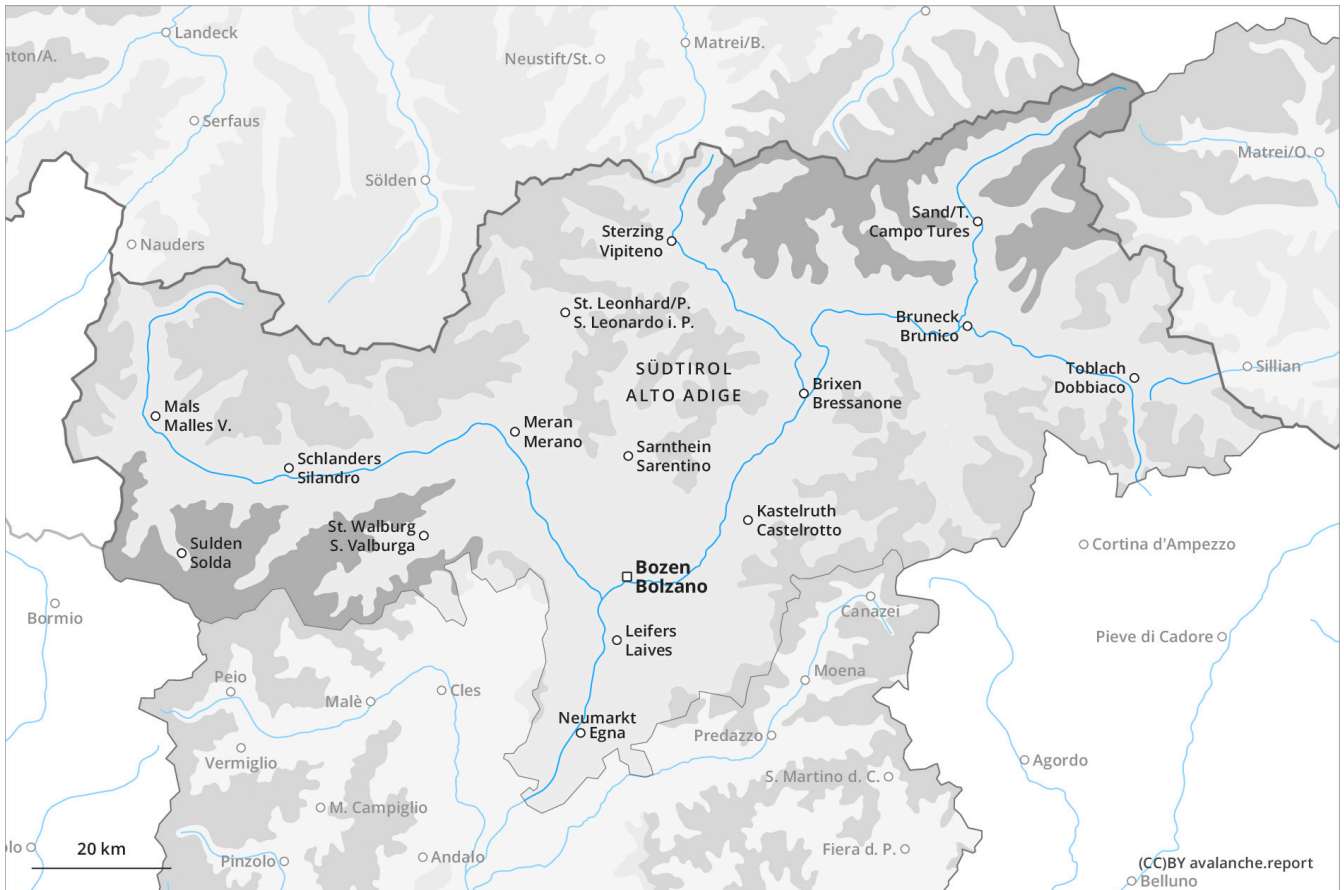 Landeck
nton/A.
Matrei/B.
Neustift/St.
Serfaus
Matrei/O.
Sölden
Sand/T.
Campo Tures
Sterzing
Vipiteno
Nauders
St. Leonhard/P.
S. Leonardo i. P.
Bruneck
Brunico
SÜDTIROL
ALTO ADIGE
Toblach
Dobbiaco
Sillian
Brixen
Bressanone
Mals
Malles V.
Meran
Merano
Sarnthein
Sarentino
Schlanders
Silandro
Kastelruth
Castelrotto
St. Walburg
S. Valburga
Sulden
Solda
Cortina d'Ampezzo
Bozen
Bolzano
Bormio
Canazei
Leifers
Laives
Pieve di Cadore
Peio
Moena
Malè
Cles
Neumarkt
Egna
Predazzo
Vermiglio
Agordo
S. Martino d. C.
M. Campiglio
20 km
olo
Pinzolo
Andalo
Fiera d. P.
(CC)BY avalanche.report
Belluno